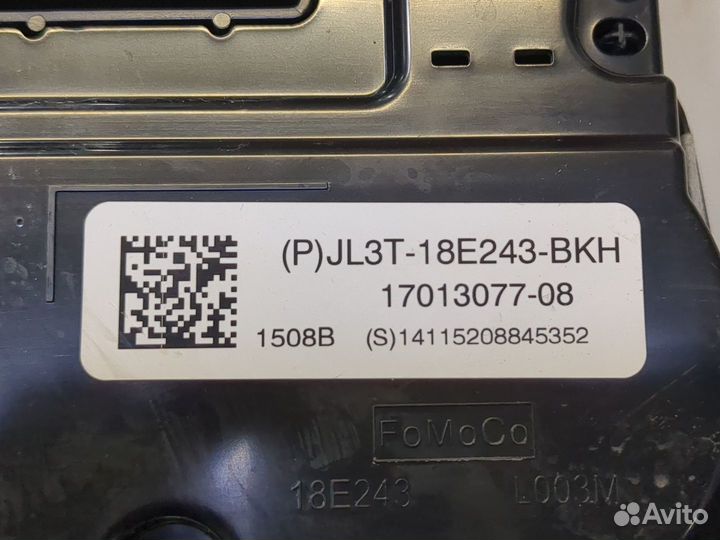 (P)JL3T-18E243-BKH
17013077-08
1508B (S)14115208845352
FoMoCo
18E243 L003M
Avito